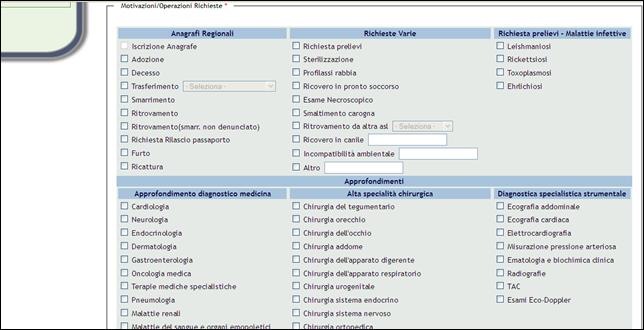 Motivazioni/Operazioni Richieste *
Anagrafi Regionali
Iscrizione Anagrafe
Adozione
Decesso
Trasferimento - Seleziona -
Smarrimento
Ritrovamento
Ritrovamento(smarr. non denunciato)
Richiesta Rilascio passaporto
Furto
Ricattura
Richieste Varie
Richiesta prelievi
Sterilizzazione
Profilassi rabbia
Ricovero in pronto soccorso
Esame Necroscopico
Smaltimento carogna
Ritrovamento da altra asl - Seleziona -
Ricovero in canile
Incompatibilità ambientale
Altro
Richiesta prelievi - Malattie infettive
Leishmaniosi
Rickettsiosi
Toxoplasmosi
Ehrlichiosi
Approfondimenti
Approfondimento diagnostico medicina
Cardiologia
Neurologia
Endocrinologia
Dermatologia
Gastroenterologia
Oncologia medica
Terapie mediche specialistiche
Pneumologia
Malattie renali
Malattie del sangue e organi emopoietici
Alta specialità chirurgica
Chirurgia del tegumentario
Chirurgia orecchio
Chirurgia dell'occhio
Chirurgia addome
Chirurgia dell'apparato digerente
Chirurgia dell'apparato respiratorio
Chirurgia urogenitale
Chirurgia sistema endocrino
Chirurgia sistema nervoso
Chirurgia ortopedica
Diagnostica specialistica strumentale
Ecografia addominale
Ecografia cardiaca
Elettrocardiografia
Misurazione pressione arteriosa
Ematologia e biochimica clinica
Radiografie
TAC
Esami Eco-Doppler